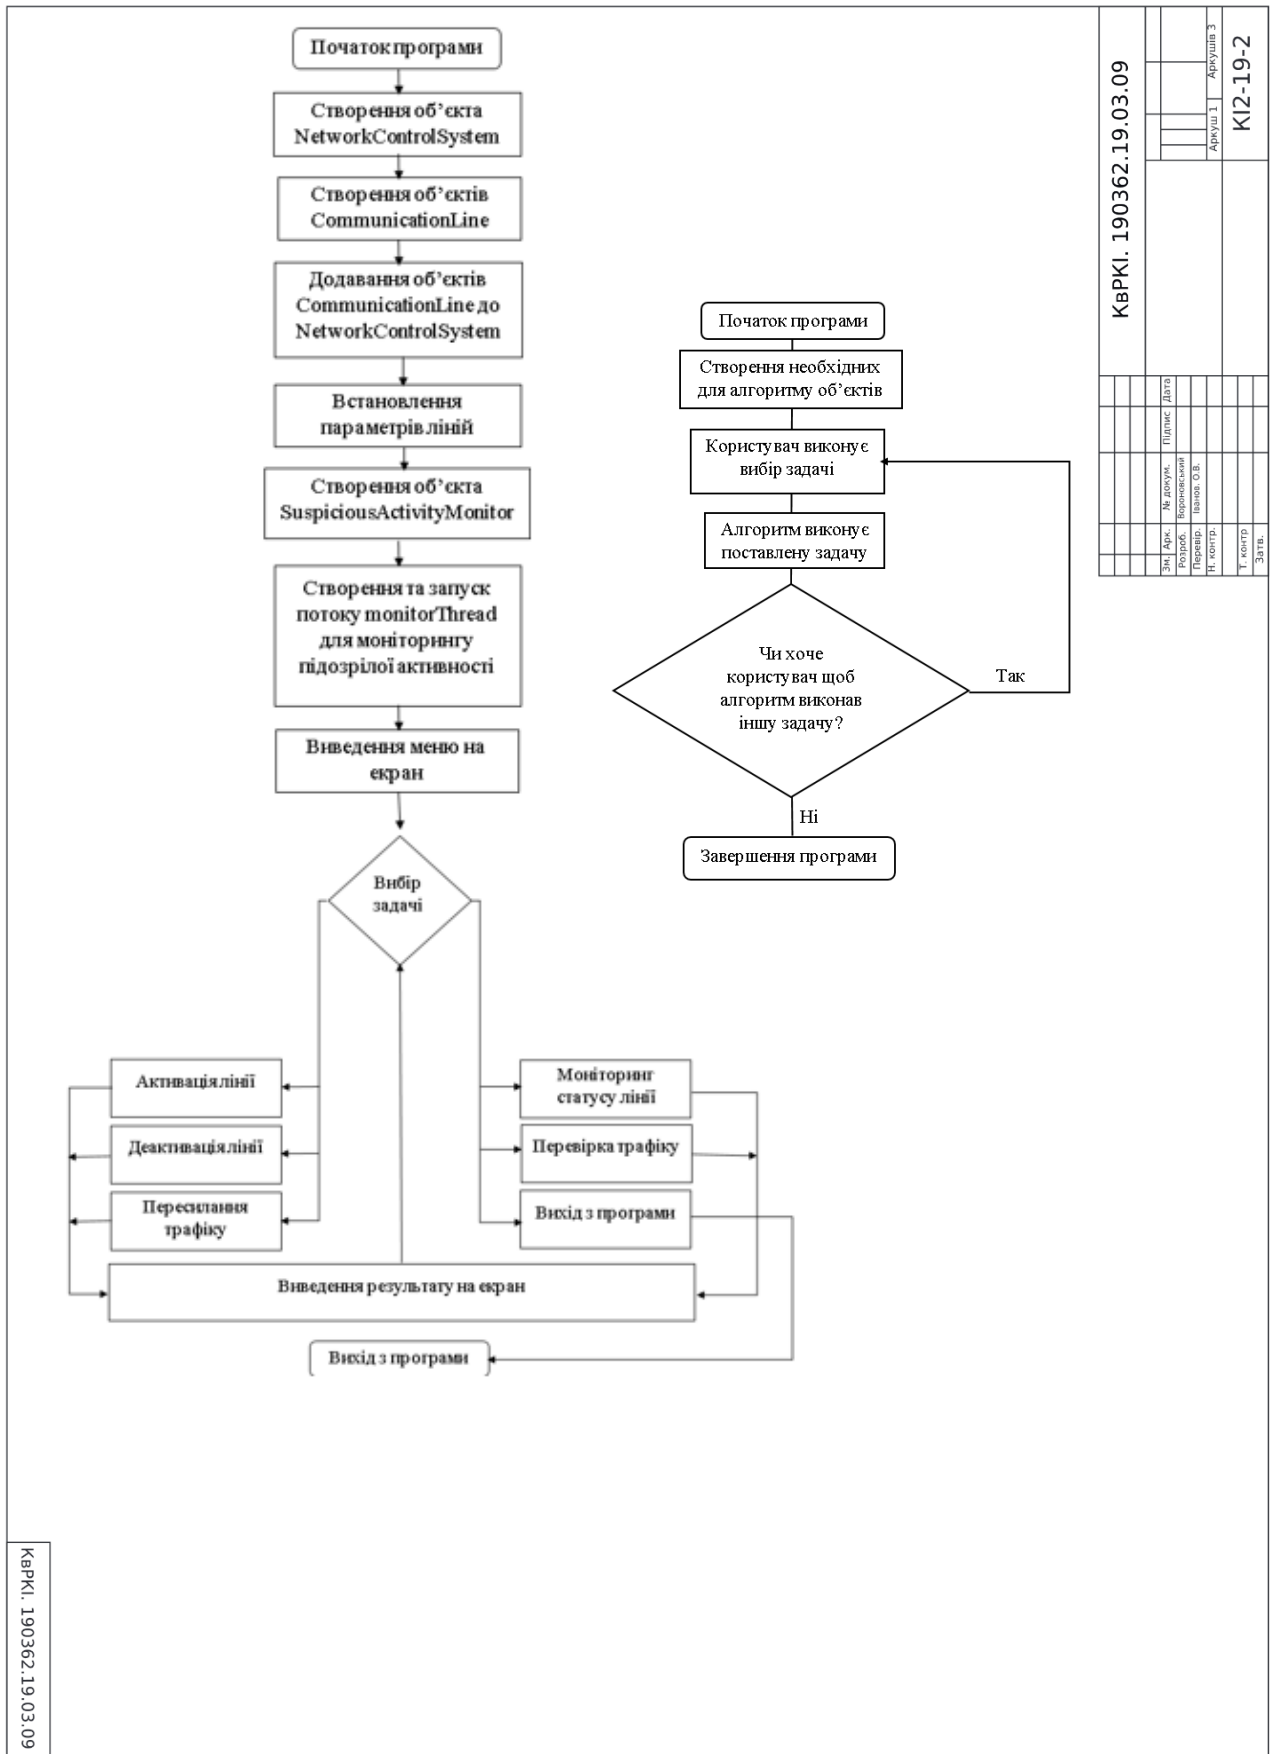 Початок програми
Створення об’єкта
NetworkControlSystem
Створення об’єктів
CommunicationLine
Додавання об’єктів
CommunicationLine до
NetworkControlSystem
Встановлення
параметрів ліній
Створення об’єкта
SuspiciousActivityMonitor
Створення та запуск
потоку monitorThread
для моніторингу
підозрілої активності
Виведення меню на
екран
Вибір
задачі
Активація лінії
Деактивація лінії
Пересилання
трафіку
Моніторинг
статусу лінії
Перевірка трафіку
Вихід з програми
Виведення результату на екран
Вихід з програми
Початок програми
Створення необхідних
для алгоритму об’єктів
Користувач виконує
вибір задачі
Алгоритм виконує
поставлену задачу
Чи хоче
користувач щоб
алгоритм виконав
іншу задачу?
Так
Ні
Завершення програми
КвРКІ. 190362.19.03.09
Зм. Арк. № докум. Підпис Дата
Розроб. Вороновський
Перевір. Іванов. О.В.
Н. контр.
Т. контр
Затв.
Аркуш 1 Аркушів 3
КІ2-19-2
КвРКІ. 190362.19.03.09